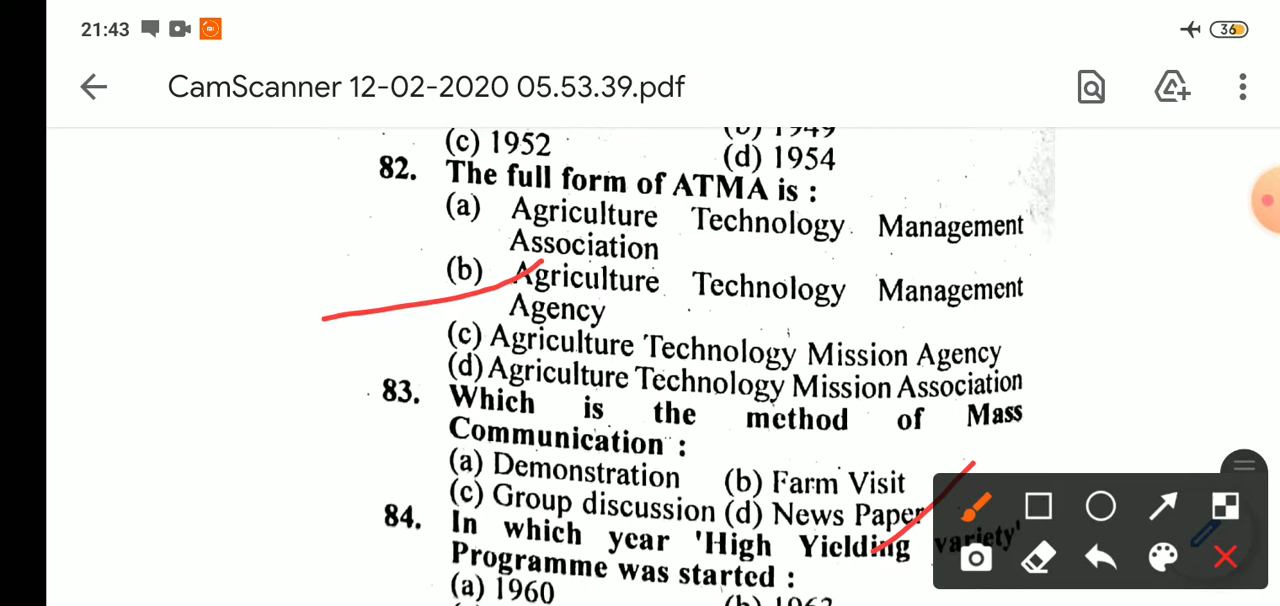 21:43
36
CamScanner 12-02-2020 05.53.39.pdf
(c) 1952 (b) 1949
(d) 1954
82. The full form of ATMA is :
(a) Agriculture Technology Management
Association
(b) Agriculture Technology Management
Agency
(c) Agriculture Technology Mission Agency
(d) Agriculture Technology Mission Association
83. Which is the method of Mass
Communication :
(a) Demonstration (b) Farm Visit
(c) Group discussion (d) News Paper
84. In which year 'High Yielding variety'
Programme was started :
(a) 1960 (b) 1962